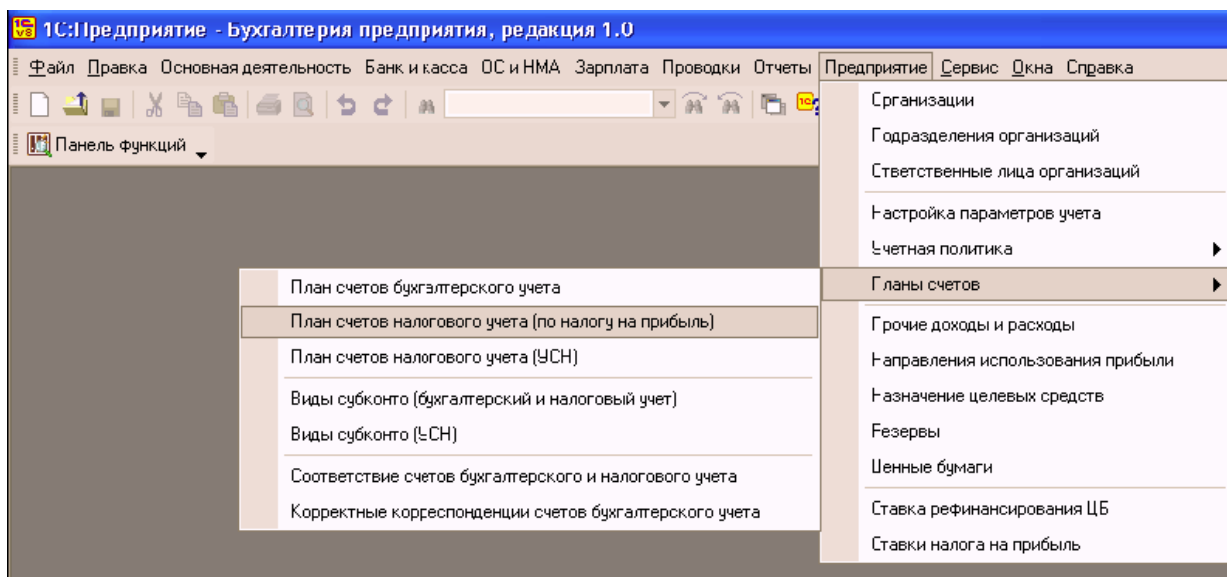 1С:Предприятие - Бухгалтерия предприятия, редакция 1.0
Файл Правка Основная деятельность Банк и касса ОС и НМА Зарплата Проводки Отчеты Предприятие Сервис Окна Справка
Панель функций
Организации
Подразделения организаций
Ответственные лица организаций
Настройка параметров учета
Учетная политика
Планы счетов
Прочие доходы и расходы
Направления использования прибыли
Назначение целевых средств
Резервы
Ценные бумаги
Ставка рефинансирования ЦБ
Ставки налога на прибыль
План счетов бухгалтерского учета
План счетов налогового учета (по налогу на прибыль)
План счетов налогового учета (УСН)
Виды субконто (бухгалтерский и налоговый учет)
Виды субконто (УСН)
Соответствие счетов бухгалтерского и налогового учета
Корректные корреспонденции счетов бухгалтерского учета